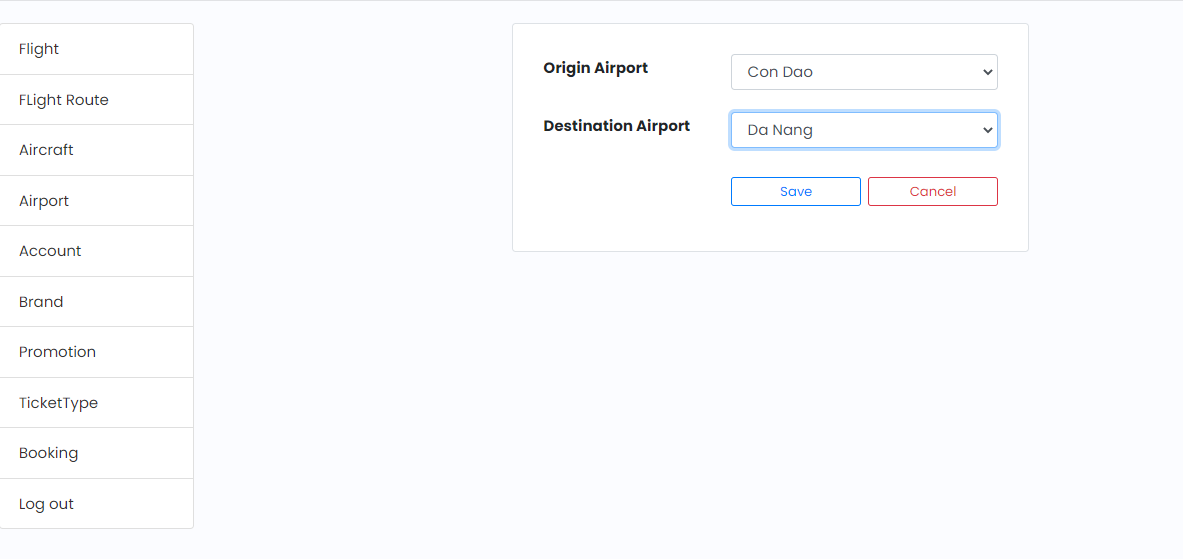 Flight
FLight Route
Aircraft
Airport
Account
Brand
Promotion
TicketType
Booking
Log out
Origin Airport
Con Dao
Destination Airport
Da Nang
Save
Cancel